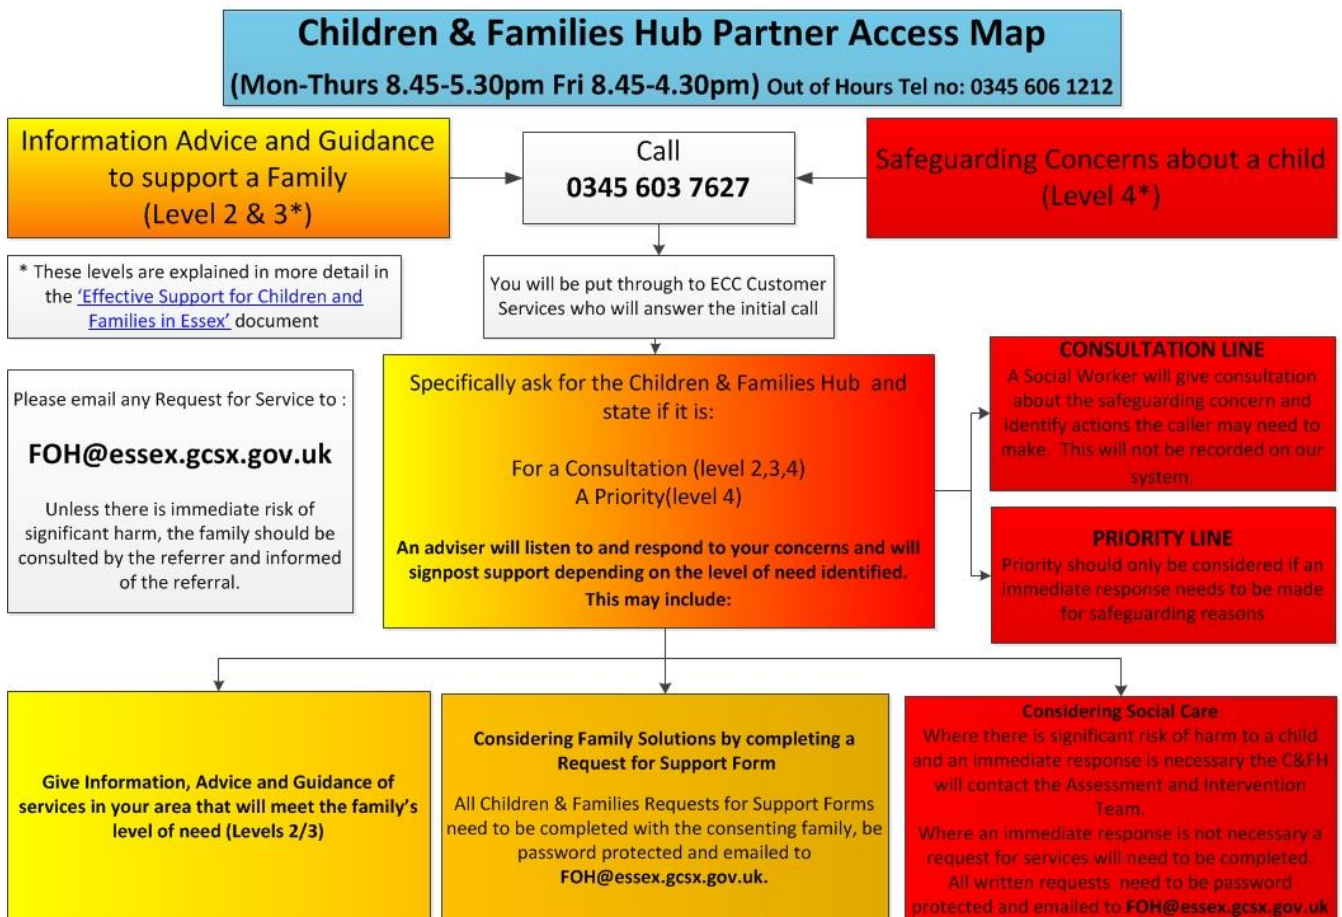 Children & Families Hub Partner Access Map
(Mon-Thurs 8.45-5.30pm Fri 8.45-4.30pm) Out of Hours Tel no: 0345 606 1212
Information Advice and Guidance
to support a Family
(Level 2 & 3*)
Call
0345 603 7627
Safeguarding Concerns about a child
(Level 4*)
* These levels are explained in more detail in
the 'Effective Support for Children and
Families in Essex' document
You will be put through to ECC Customer
Services who will answer the initial call
Please email any Request for Service to :
FOH@essex.gcsx.gov.uk
Unless there is immediate risk of
significant harm, the family should be
consulted by the referrer and informed
of the referral.
Specifically ask for the Children & Families Hub and
state if it is:
For a Consultation (level 2,3,4)
A Priority(level 4)
An adviser will listen to and respond to your concerns and will
signpost support depending on the level of need identified.
This may include:
CONSULTATION LINE
A Social Worker will give consultation
about the safeguarding concern and
identify actions the caller may need to
make. This will not be recorded on our
system.
PRIORITY LINE
Priority should only be considered if an
immediate response needs to be made
for safeguarding reasons
Give Information, Advice and Guidance of
services in your area that will meet the family's
level of need (Levels 2/3)
Considering Family Solutions by completing a
Request for Support Form
All Children & Families Requests for Support Forms
need to be completed with the consenting family, be
password protected and emailed to
FOH@essex.gcsx.gov.uk.
Considering Social Care
Where there is significant risk of harm to a child
and an immediate response is necessary the C&FH
will contact the Assessment and Intervention
Team.
Where an immediate response is not necessary a
request for services will need to be completed.
All written requests need to be password
protected and emailed to FOH@essex.gcsx.gov.uk